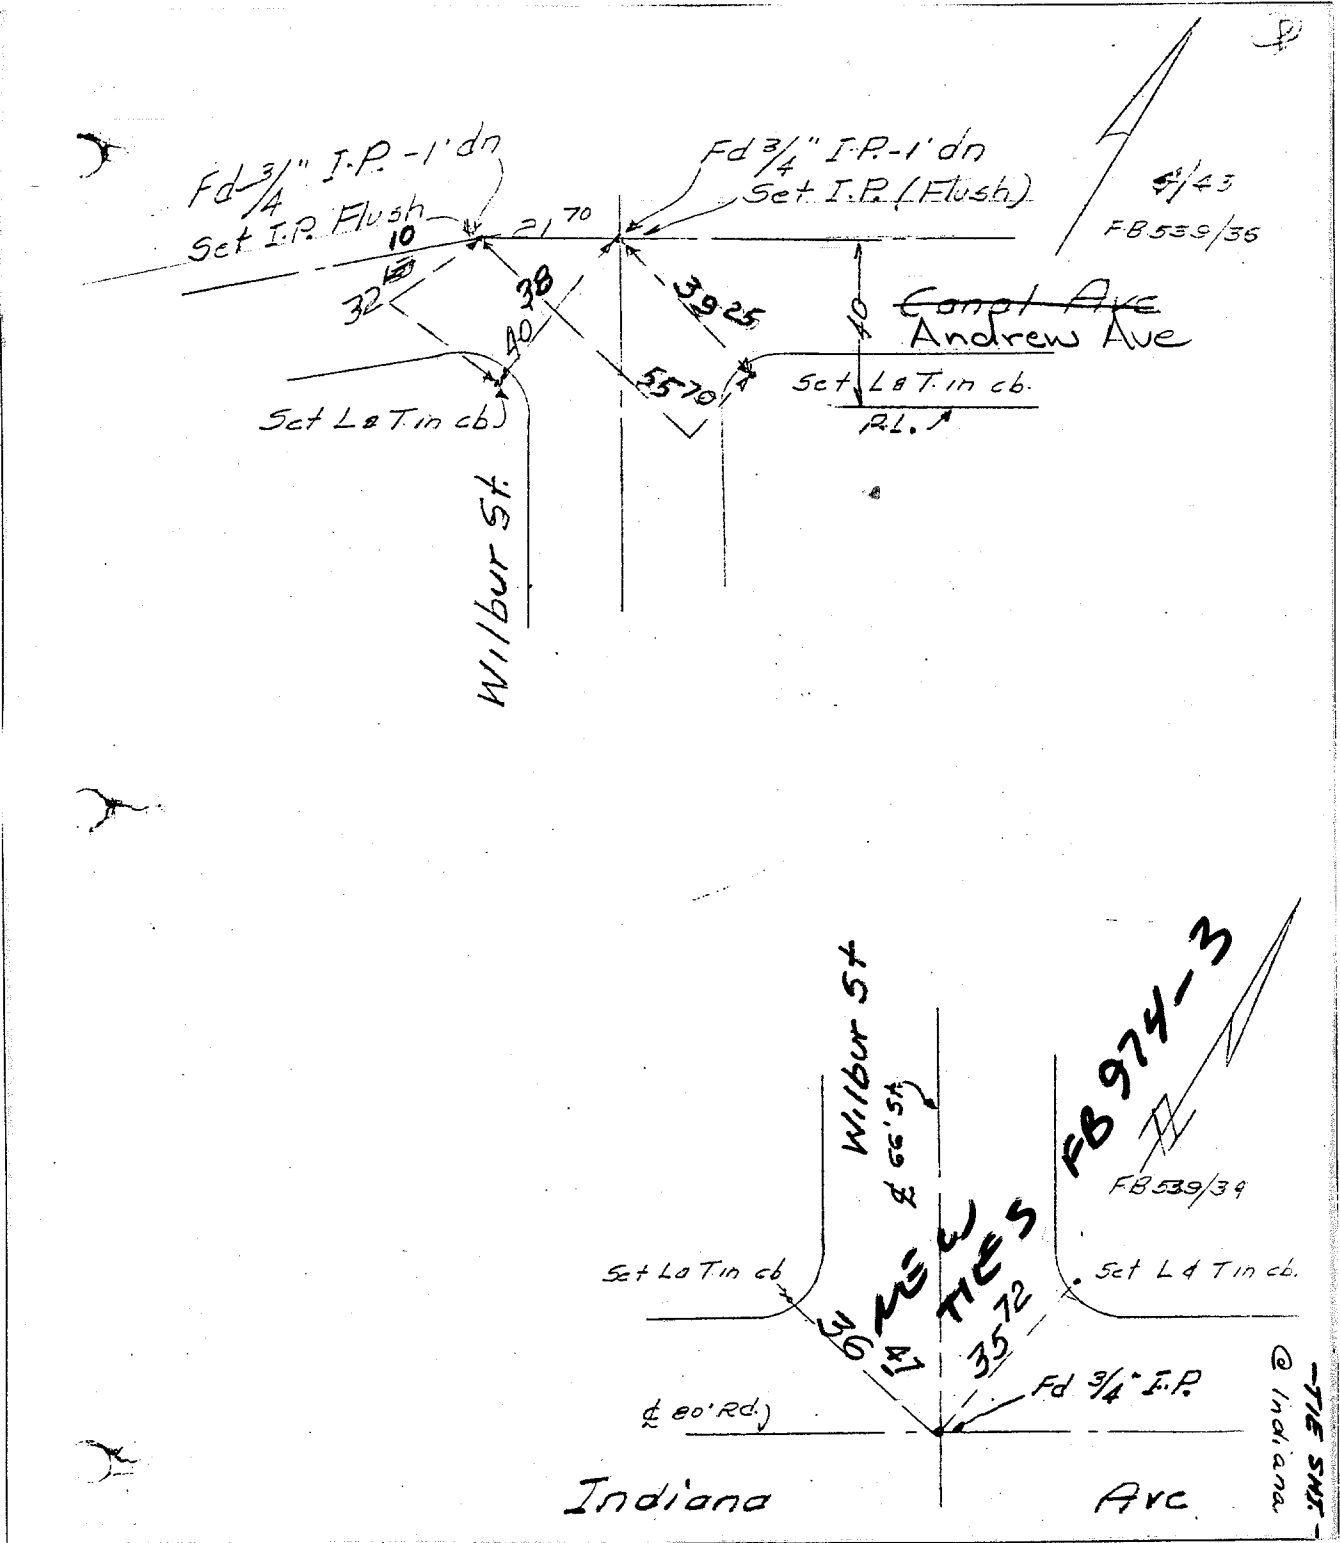 Fd 3/4" I.P. -1' dn
Set I.P. Flush
Fd 3/4" I.P. -1' dn
Set I.P. (Flush)
4/43
FB 539/36
21 70
10
32
38
40
39 25
55 70
40
Canal Ave
Andrew Ave
Set L & T in cb.
R.L.
Set L & T in cb
Wilbur St.
Wilbur St
℄ 66' St.
FB 974-3
FB 539/39
NEW
TIES
Set L & T in cb
Set L & T in cb.
36 47
35 72
Fd 3/4" I.P.
℄ 80' Rd.
Indiana Ave
-TIE SHT.-
@ Indiana